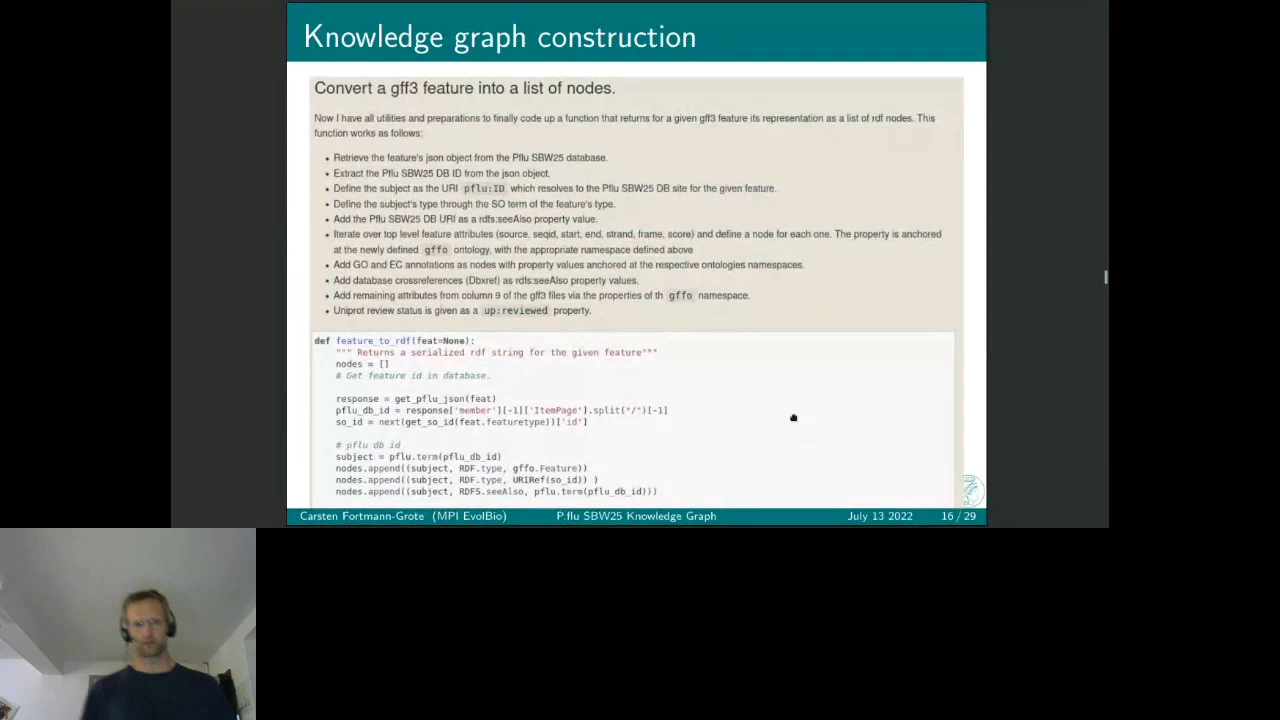 Knowledge graph construction
Convert a gff3 feature into a list of nodes.
Now I have all utilities and preparations to finally code up a function that returns for a given gff3 feature its representation as a list of rdf nodes. This
function works as follows:
• Retrieve the feature's json object from the Pflu SBW25 database.
• Extract the Pflu SBW25 DB ID from the json object.
• Define the subject as the URI pflu:ID which resolves to the Pflu SBW25 DB site for the given feature.
• Define the subject's type through the SO term of the feature's type.
• Add the Pflu SBW25 DB URI as a rdfs:seeAlso property value.
• Iterate over top level feature attributes (source, seqid, start, end, strand, frame, score) and define a node for each one. The property is anchored
at the newly defined gffo ontology, with the appropriate namespace defined above
• Add GO and EC annotations as nodes with property values anchored at the respective ontologies namespaces.
• Add database crossreferences (Dbxref) as rdfs:seeAlso property values.
• Add remaining attributes from column 9 of the gff3 files via the properties of th gffo namespace.
• Uniprot review status is given as a up:reviewed property.
def feature_to_rdf(feat=None):
""" Returns a serialized rdf string for the given feature"""
nodes = []
# Get feature id in database.
response = get_pflu_json(feat)
pflu_db_id = response['member'][-1]['ItemPage'].split("/")[-1]
so_id = next(get_so_id(feat.featuretype))['id']
# pflu db id
subject = pflu.term(pflu_db_id)
nodes.append((subject, RDF.type, gffo.Feature))
nodes.append((subject, RDF.type, URIRef(so_id)) )
nodes.append((subject, RDFS.seeAlso, pflu.term(pflu_db_id)))
Carsten Fortmann-Grote (MPI EvolBio) P.flu SBW25 Knowledge Graph July 13 2022 16 / 29